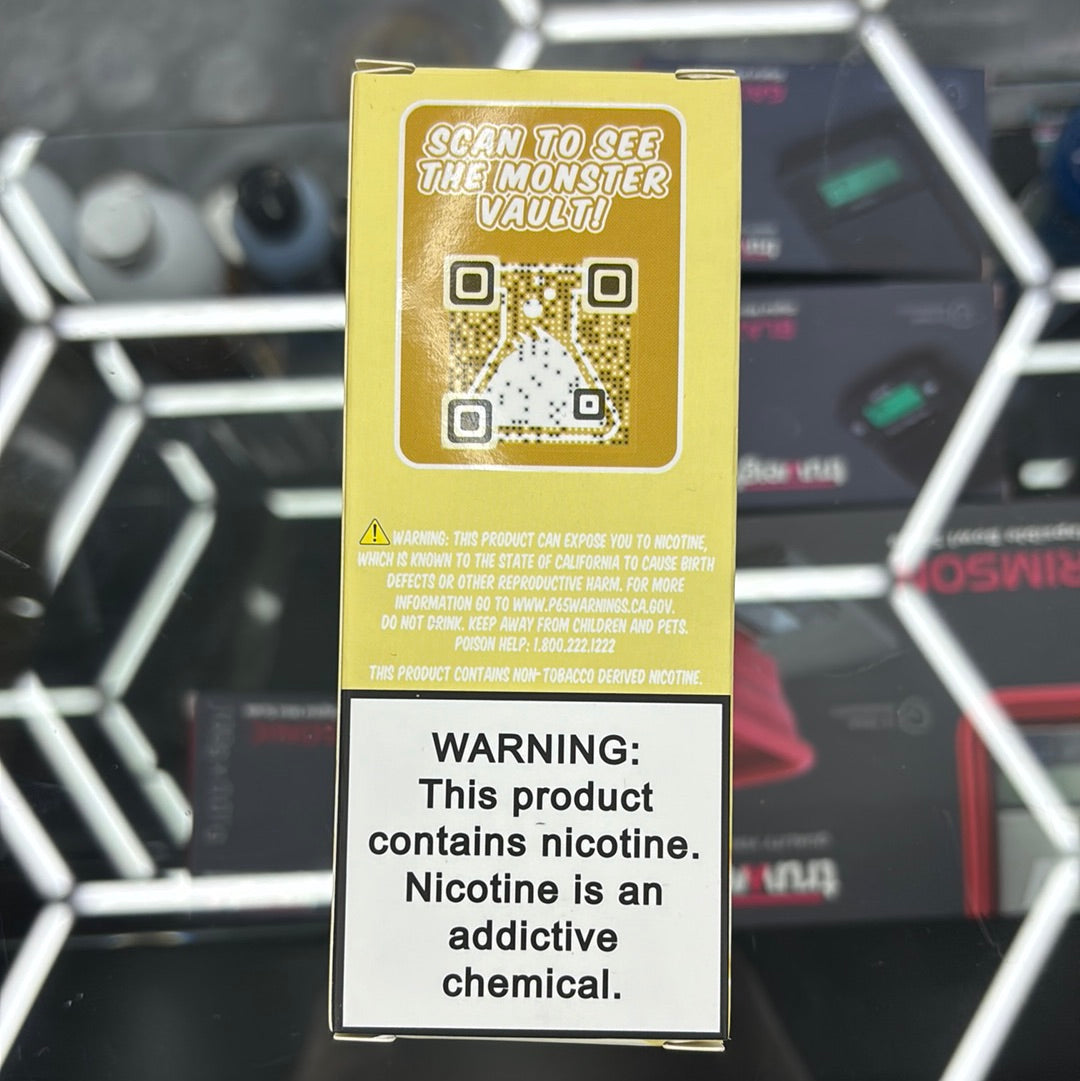 SCAN TO SEE
THE MONSTER
VAULT!
WARNING: THIS PRODUCT CAN EXPOSE YOU TO NICOTINE,
WHICH IS KNOWN TO THE STATE OF CALIFORNIA TO CAUSE BIRTH
DEFECTS OR OTHER REPRODUCTIVE HARM. FOR MORE
INFORMATION GO TO WWW.P65WARNINGS.CA.GOV.
DO NOT DRINK. KEEP AWAY FROM CHILDREN AND PETS.
POISON HELP: 1.800.222.1222
THIS PRODUCT CONTAINS NON-TOBACCO DERIVED NICOTINE.
WARNING:
This product
contains nicotine.
Nicotine is an
addictive
chemical.